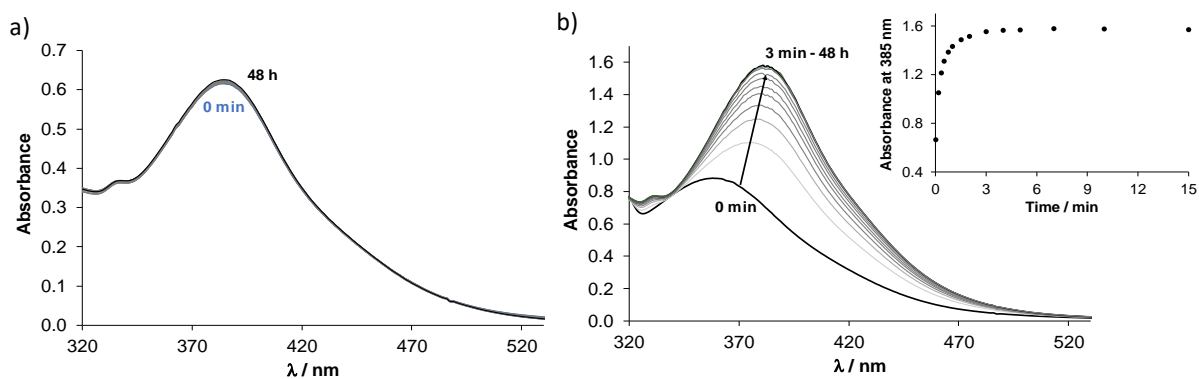 a)
0.7
0.6
0.5
0.4
0.3
0.2
0.1
0.0
Absorbance
48 h
0 min
320 370 420 470 520
λ / nm
b)
1.6
1.4
1.2
1.0
0.8
0.6
0.4
0.2
0.0
Absorbance
3 min - 48 h
0 min
320 370 420 470 520
λ / nm
1.6
1.2
0.8
0.4
Absorbance at 385 nm
0 3 6 9 12 15
Time / min